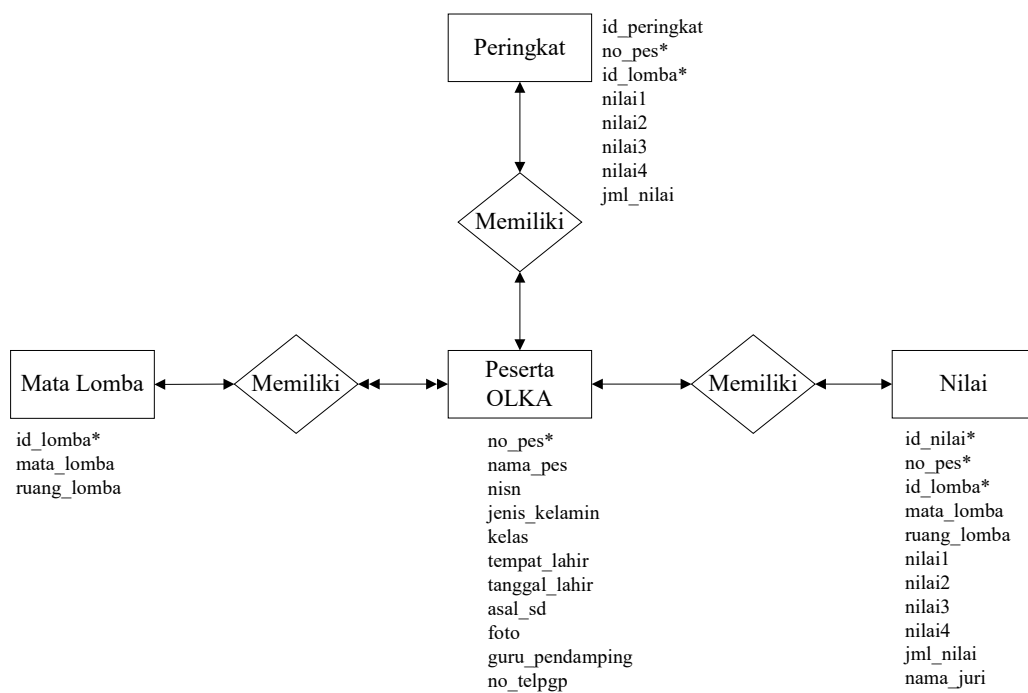 Peringkat
id_peringkat
no_pes*
id_lomba*
nilai1
nilai2
nilai3
nilai4
jml_nilai
Memiliki
Mata Lomba
id_lomba*
mata_lomba
ruang_lomba
Memiliki
Peserta
OLKA
no_pes*
nama_pes
nisn
jenis_kelamin
kelas
tempat_lahir
tanggal_lahir
asal_sd
foto
guru_pendamping
no_telpgp
Memiliki
Nilai
id_nilai*
no_pes*
id_lomba*
mata_lomba
ruang_lomba
nilai1
nilai2
nilai3
nilai4
jml_nilai
nama_juri